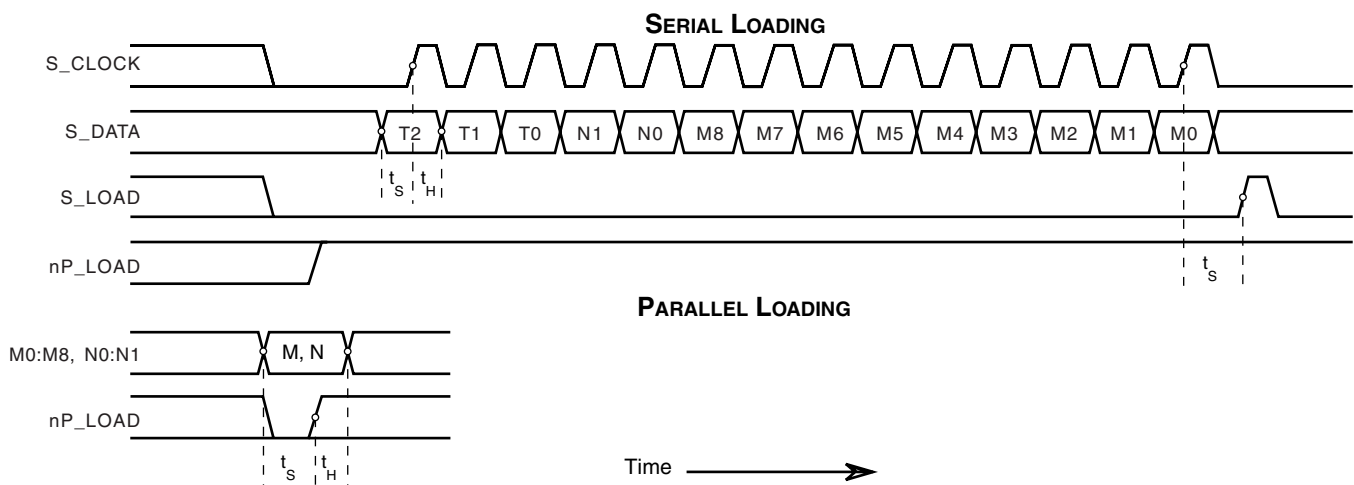 SERIAL LOADING
S_CLOCK
S_DATA T2 T1 T0 N1 N0 M8 M7 M6 M5 M4 M3 M2 M1 M0
tS tH
S_LOAD
nP_LOAD
tS
PARALLEL LOADING
M0:M8, N0:N1 M, N
nP_LOAD
tS tH
Time